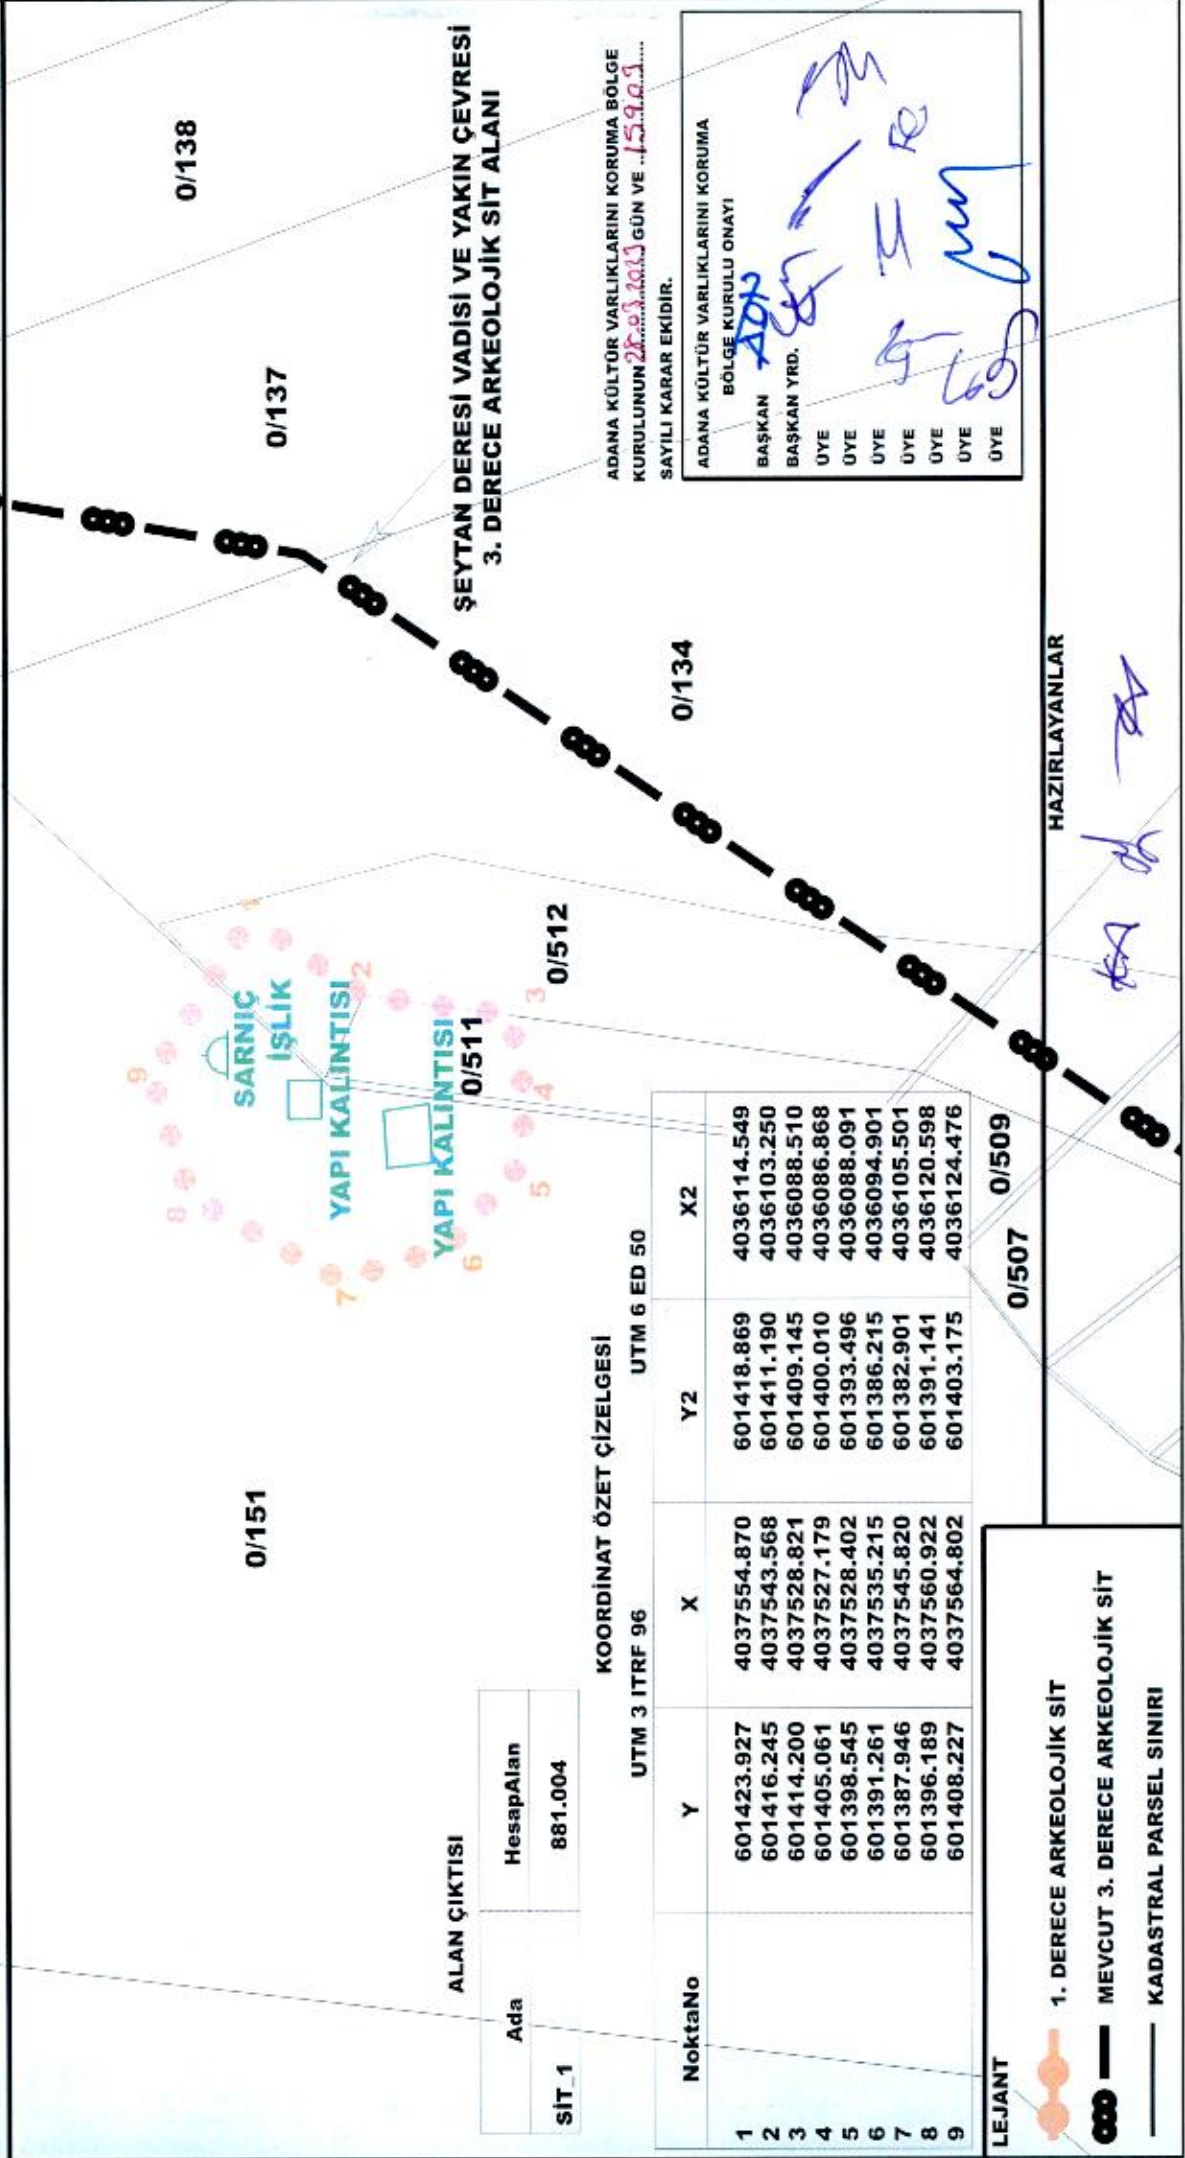 0/138
0/137
ŞEYTAN DERESİ VADİSİ VE YAKIN ÇEVRESİ
3. DERECE ARKEOLOJİK SİT ALANI
ADANA KÜLTÜR VARLIKLARINI KORUMA BÖLGE
KURULUNUN 28.03.2023 GÜN VE 15909
SAYILI KARAR EKİDİR.
ADANA KÜLTÜR VARLIKLARINI KORUMA
BÖLGE KURULU ONAYI
BAŞKAN
BAŞKAN YRD.
ÜYE
ÜYE
ÜYE
ÜYE
ÜYE
ÜYE
ÜYE
0/134
0/151
9
1
8
SARNIÇ
İŞLİK
7
YAPI KALINTISI
2
YAPI KALINTISI
0/511
6
5
4
3
0/512
ALAN ÇIKTISI
Ada HesapAlan
SİT_1 881.004
KOORDİNAT ÖZET ÇİZELGESİ
UTM 3 ITRF 96 UTM 6 ED 50
NoktaNo Y X Y2 X2
1 601423.927 4037554.870 601418.869 4036114.549
2 601416.245 4037543.568 601411.190 4036103.250
3 601414.200 4037528.821 601409.145 4036088.510
4 601405.061 4037527.179 601400.010 4036086.868
5 601398.545 4037528.402 601393.496 4036088.091
6 601391.261 4037535.215 601386.215 4036094.901
7 601387.946 4037545.820 601382.901 4036105.501
8 601396.189 4037560.922 601391.141 4036120.598
9 601408.227 4037564.802 601403.175 4036124.476
0/507
0/509
LEJANT
1. DERECE ARKEOLOJİK SİT
MEVCUT 3. DERECE ARKEOLOJİK SİT
KADASTRAL PARSEL SINIRI
HAZIRLAYANLAR